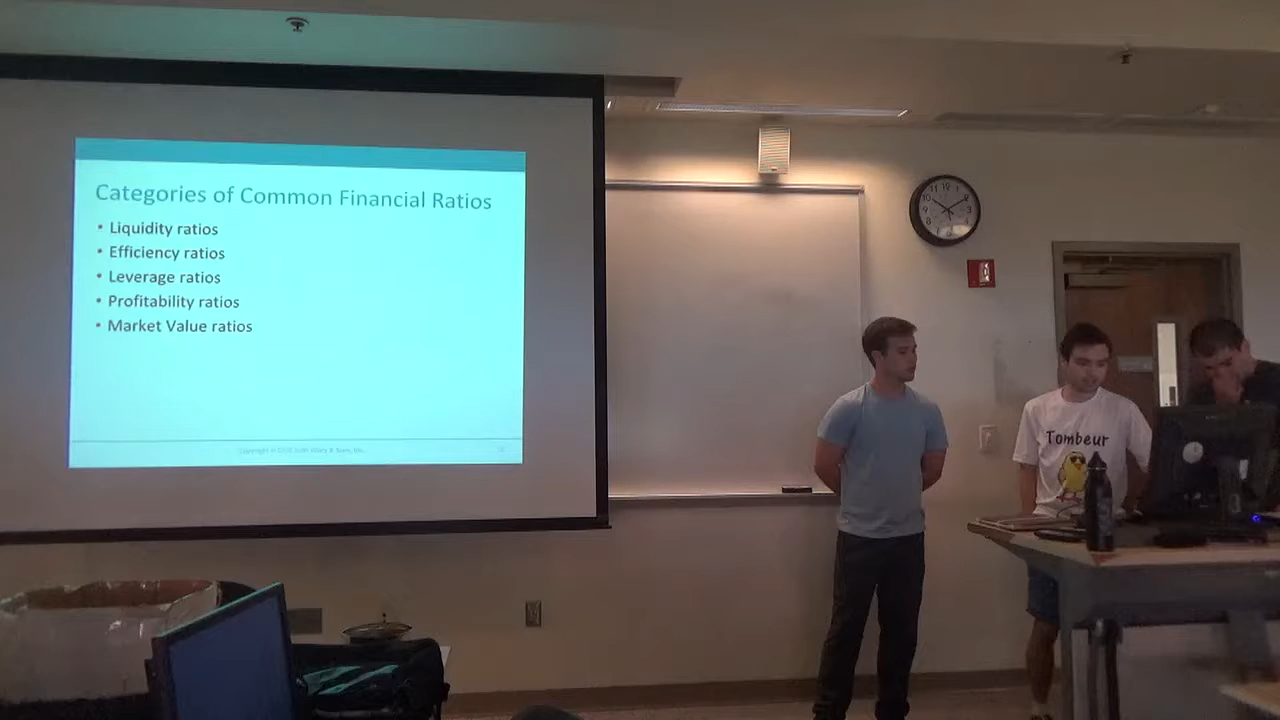 Categories of Common Financial Ratios
• Liquidity ratios
• Efficiency ratios
• Leverage ratios
• Profitability ratios
• Market Value ratios
Tombeur